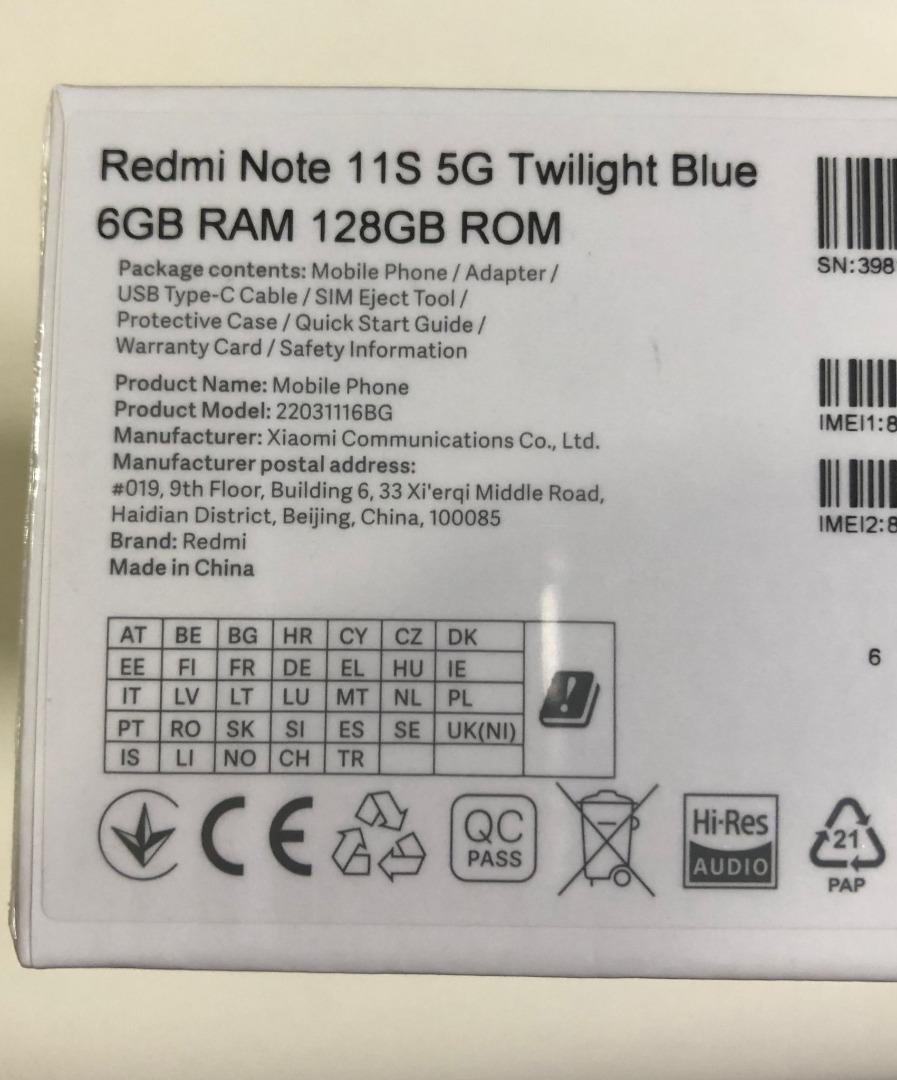 Redmi Note 11S 5G Twilight Blue
6GB RAM 128GB ROM
Package contents: Mobile Phone / Adapter /
USB Type-C Cable / SIM Eject Tool /
Protective Case / Quick Start Guide /
Warranty Card / Safety Information
Product Name: Mobile Phone
Product Model: 22031116BG
Manufacturer: Xiaomi Communications Co., Ltd.
Manufacturer postal address:
#019, 9th Floor, Building 6, 33 Xi'erqi Middle Road,
Haidian District, Beijing, China, 100085
Brand: Redmi
Made in China
SN:398
IMEI1:8
IMEI2:8
6
AT BE BG HR CY CZ DK
EE FI FR DE EL HU IE
IT LV LT LU MT NL PL
PT RO SK SI ES SE UK(NI)
IS LI NO CH TR
CE
QC
PASS
Hi-Res
AUDIO
21
PAP